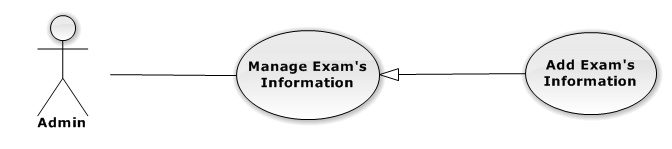 Manage Exam's
Information
Add Exam's
Information
Admin